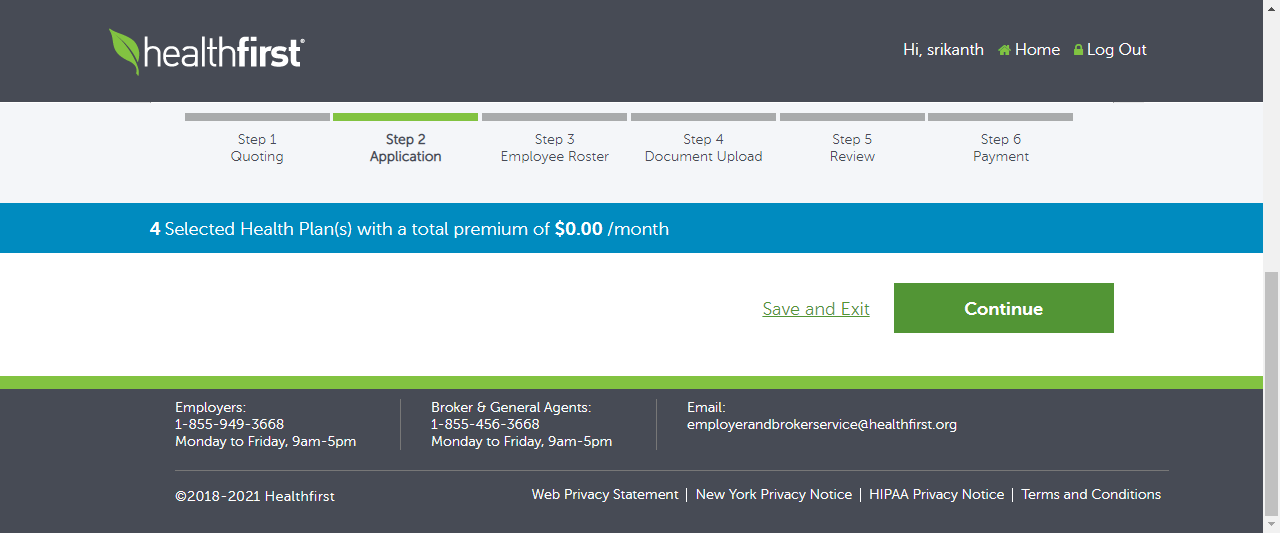 healthfirst®
Hi, srikanth Home Log Out
Step 1
Quoting
Step 2
Application
Step 3
Employee Roster
Step 4
Document Upload
Step 5
Review
Step 6
Payment
4 Selected Health Plan(s) with a total premium of $0.00 /month
Save and Exit
Continue
Employers:
1-855-949-3668
Monday to Friday, 9am-5pm
Broker & General Agents:
1-855-456-3668
Monday to Friday, 9am-5pm
Email:
employerandbrokerservice@healthfirst.org
©2018-2021 Healthfirst
Web Privacy Statement | New York Privacy Notice | HIPAA Privacy Notice | Terms and Conditions